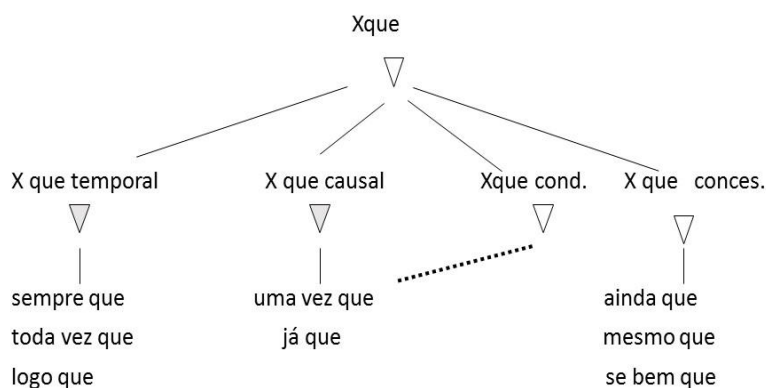 Xque
X que temporal X que causal Xque cond. X que conces.
sempre que uma vez que ainda que
toda vez que já que mesmo que
logo que se bem que